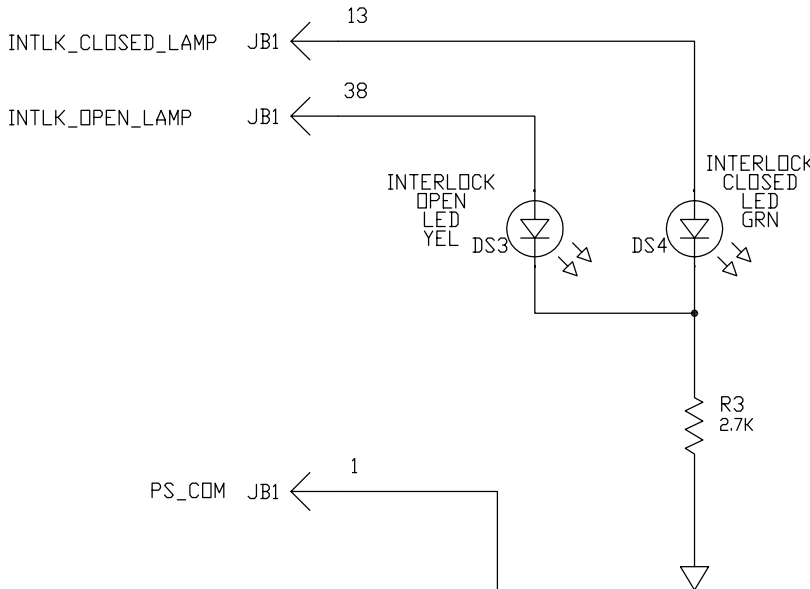 13
INTLK_CLOSED_LAMP JB1
38
INTLK_OPEN_LAMP JB1
INTERLOCK
OPEN
LED
YEL
DS3
INTERLOCK
CLOSED
LED
GRN
DS4
R3
2.7K
1
PS_COM JB1